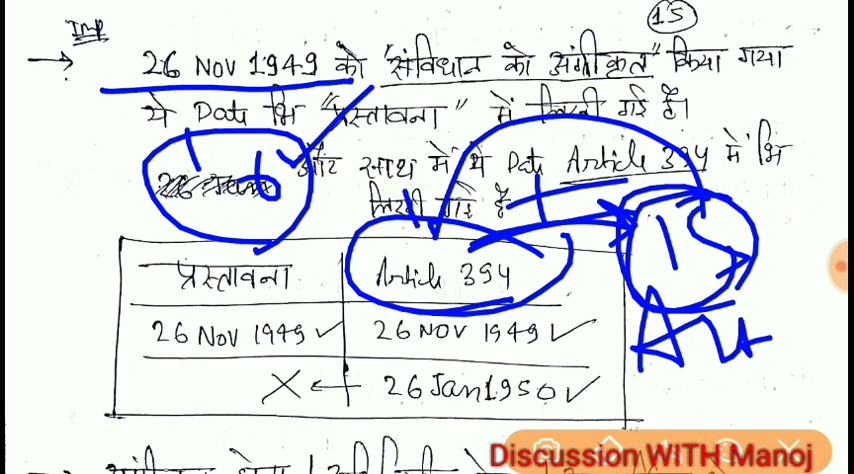 Imp
15
→ 26 Nov 1949 को "संविधान को अंगीकृत" किया गया
ये Date भि "प्रस्तावना" में लिखी गई है।
और साथ में ये Date Article 394 में भि
लिखी गई है
प्रस्तावना Article 394
26 Nov 1949 ✓ 26 Nov 1949 ✓
X ← 26 Jan 1950 ✓
15
Discussion WITH Manoj